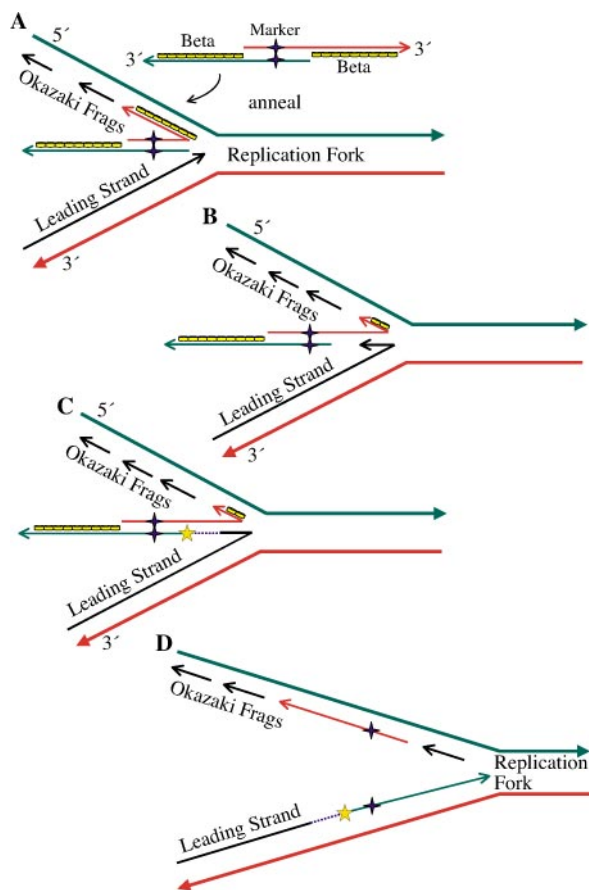 A
5´
Beta
Marker
3´
3´
Beta
Okazaki Frags
anneal
Replication Fork
Leading Strand
3´
B
5´
Okazaki Frags
Leading Strand
3´
C
5´
Okazaki Frags
Leading Strand
3´
D
Okazaki Frags
Replication
Fork
Leading Strand